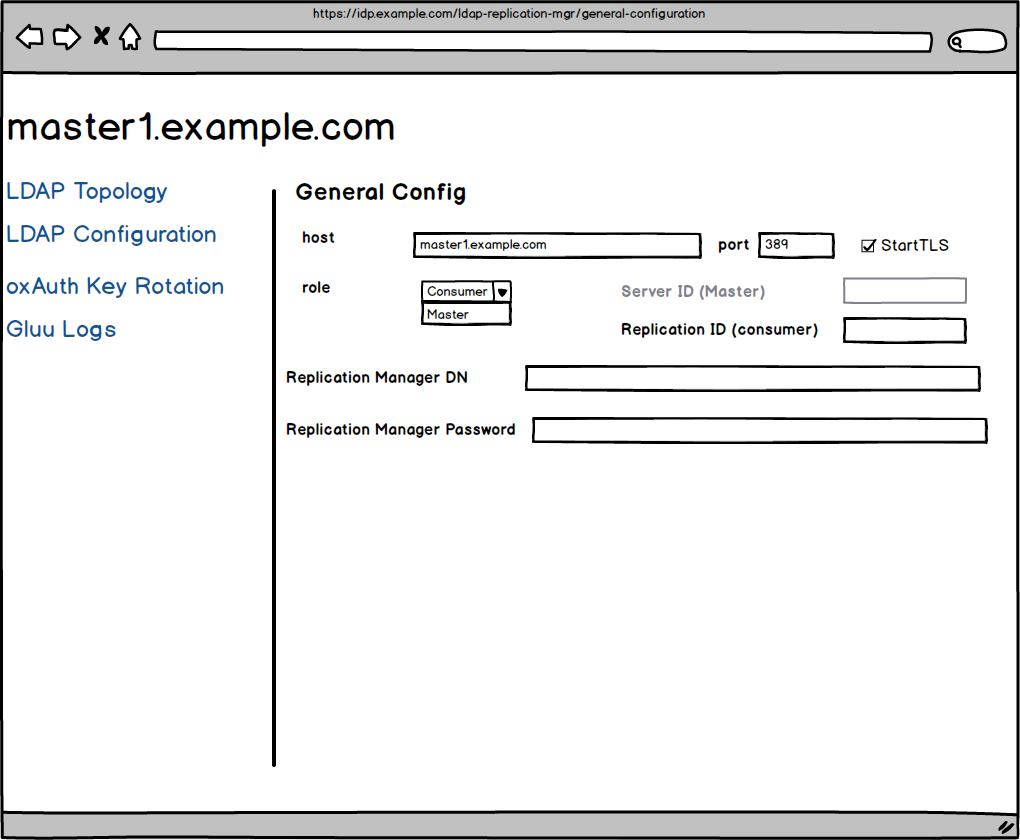 https://idp.example.com/ldap-replication-mgr/general-configuration
master1.example.com
LDAP Topology
LDAP Configuration
oxAuth Key Rotation
Gluu Logs
General Config
host master1.example.com port 389 StartTLS
role Consumer Server ID (Master)
Master
Replication ID (consumer)
Replication Manager DN
Replication Manager Password